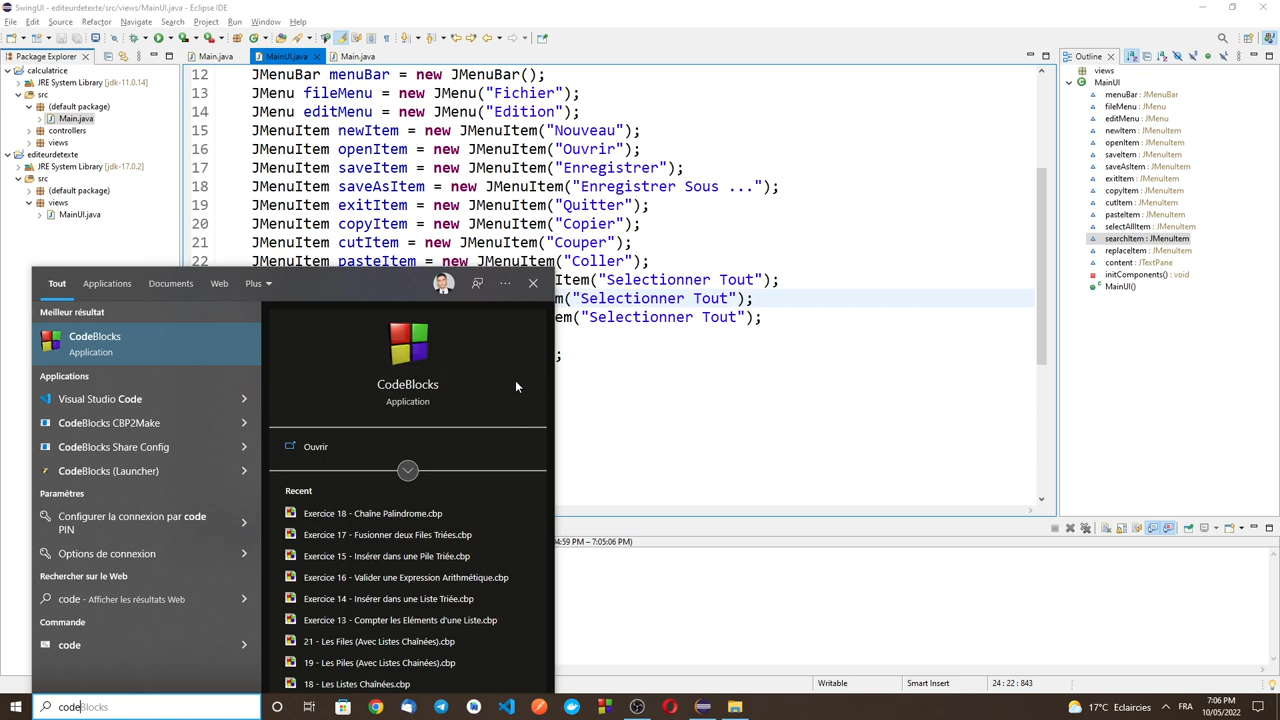 SwingUI - editeurdetexte/src/views/MainUI.java - Eclipse IDE
File Edit Source Refactor Navigate Search Project Run Window Help
Package Explorer
Main.java MainUI.java Main.java
Outline
calculatrice
JRE System Library [jdk-11.0.14]
src
(default package)
Main.java
controllers
views
editeurdetexte
JRE System Library [jdk-17.0.2]
src
(default package)
views
MainUI.java
12 JMenuBar menuBar = new JMenuBar();
13 JMenu fileMenu = new JMenu("Fichier");
14 JMenu editMenu = new JMenu("Edition");
15 JMenuItem newItem = new JMenuItem("Nouveau");
16 JMenuItem openItem = new JMenuItem("Ouvrir");
17 JMenuItem saveItem = new JMenuItem("Enregistrer");
18 JMenuItem saveAsItem = new JMenuItem("Enregistrer Sous ...");
19 JMenuItem exitItem = new JMenuItem("Quitter");
20 JMenuItem copyItem = new JMenuItem("Copier");
21 JMenuItem cutItem = new JMenuItem("Couper");
22 JMenuItem pasteItem = new JMenuItem("Coller");
Item("Selectionner Tout");
m("Selectionner Tout");
em("Selectionner Tout");
;
views
MainUI
menuBar : JMenuBar
fileMenu : JMenu
editMenu : JMenu
newItem : JMenuItem
openItem : JMenuItem
saveItem : JMenuItem
saveAsItem : JMenuItem
exitItem : JMenuItem
copyItem : JMenuItem
cutItem : JMenuItem
pasteItem : JMenuItem
selectAllItem : JMenuItem
searchItem : JMenuItem
replaceItem : JMenuItem
content : JTextPane
initComponents() : void
MainUI()
Tout Applications Documents Web Plus
Meilleur résultat
CodeBlocks
Application
Applications
Visual Studio Code
CodeBlocks CBP2Make
CodeBlocks Share Config
CodeBlocks (Launcher)
Paramètres
Configurer la connexion par code
PIN
Options de connexion
Rechercher sur le Web
code - Afficher les résultats Web
Commande
code
CodeBlocks
Application
Ouvrir
Recent
Exercice 18 - Chaîne Palindrome.cbp
Exercice 17 - Fusionner deux Files Triées.cbp
Exercice 15 - Insérer dans une Pile Triée.cbp
Exercice 16 - Valider une Expression Arithmétique.cbp
Exercice 14 - Insérer dans une Liste Triée.cbp
Exercice 13 - Compter les Eléments d'une Liste.cbp
21 - Les Files (Avec Listes Chaînées).cbp
19 - Les Piles (Avec Listes Chainées).cbp
18 - Les Listes Chaînées.cbp
:04:59 PM - 7:05:06 PM)
Writable Smart Insert 24 : 22 : 843
codeBlocks
17°C Eclaircies FRA 7:06 PM
10/05/2022